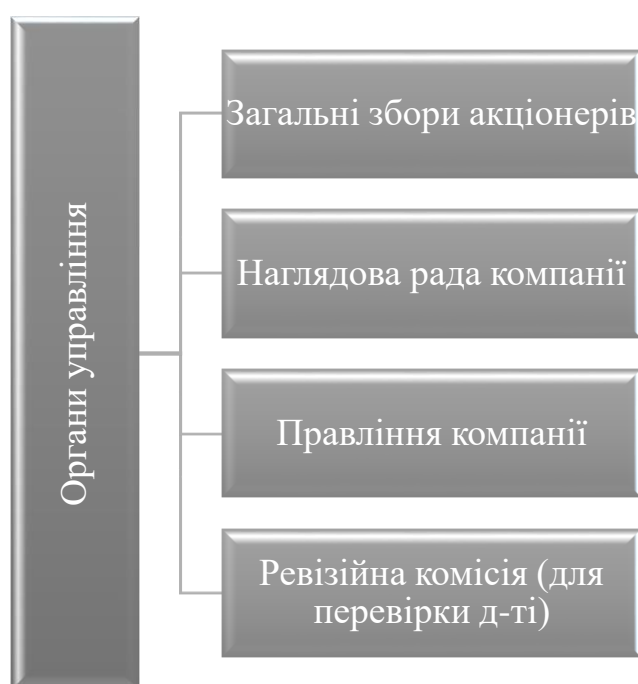 Органи управління
Загальні збори акціонерів
Наглядова рада компанії
Правління компанії
Ревізійна комісія (для
перевірки д-ті)